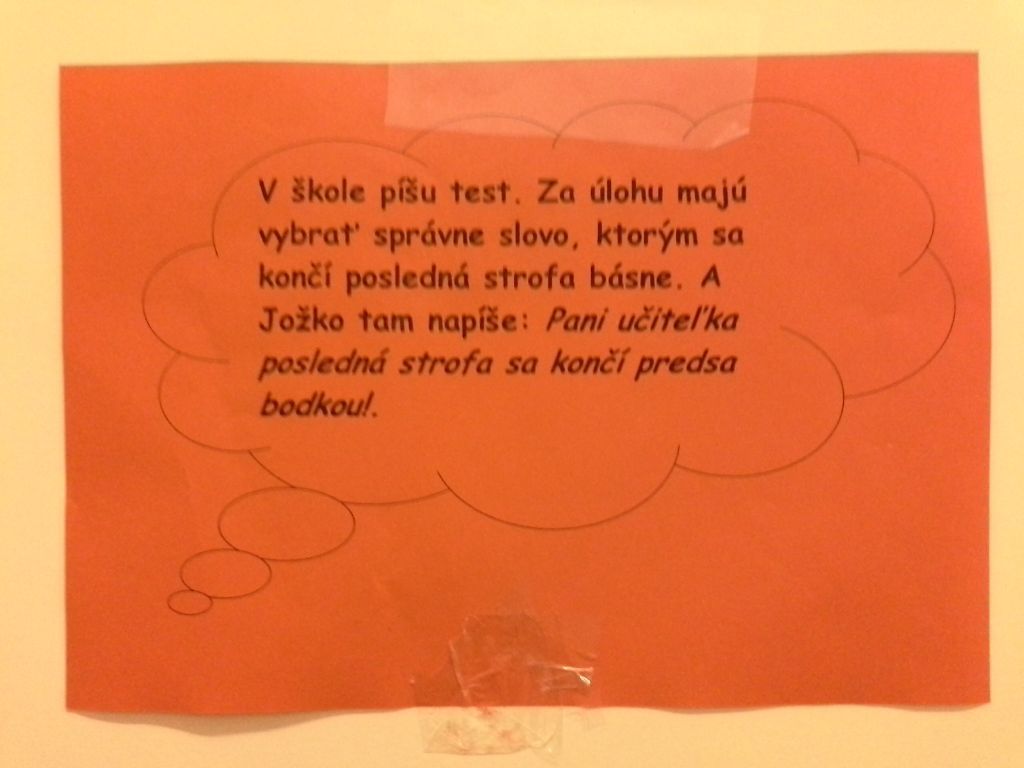 V škole píšu test. Za úlohu majú
vybrať správne slovo, ktorým sa
končí posledná strofa básne. A
Jožko tam napíše: Pani učiteľka
posledná strofa sa končí predsa
bodkou!.